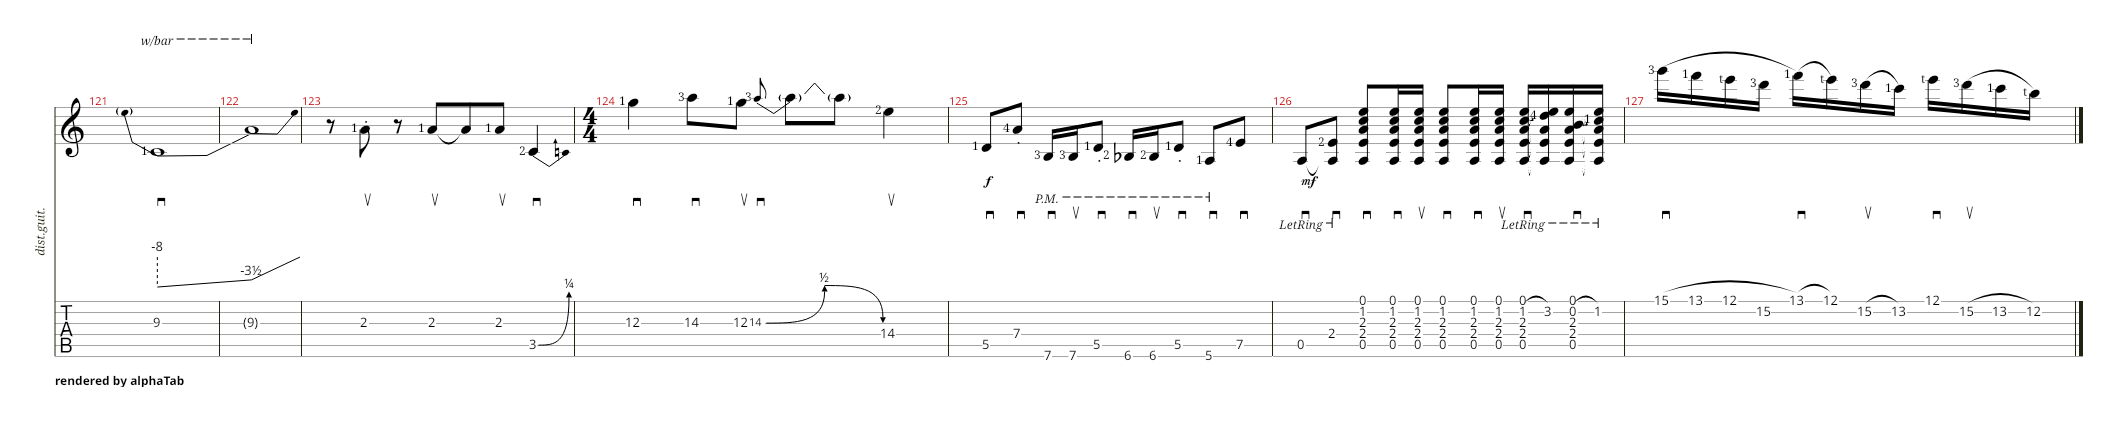 w/bar
121 122 123 124 125 126 127
1 1 1 1 2 4 4 1 3 1 3 2 1 4 3 3 1 2 2 1 1 4 2 4 1 3 1 t 3 1 t 3 1 t 3 1 t
f mf
P.M.
LetRing LetRing
dist.guit.
-8 -3½ ¼ ½
T 0 0 0 0 0 0 0 0 15 13 12 13 12 12
1 1 1 1 1 1 1 3 0 1 15 15 13 15 13 12
A 9 (9) 2 2 2 12 14 12 14 2 2 2 2 2 2 2 2
14 7 2 2 2 2 2 2 2 2 2
B 3 5 5 5 7 0 0 0 0 0 0 0 0 0
7 7 6 6 5
rendered by alphaTab